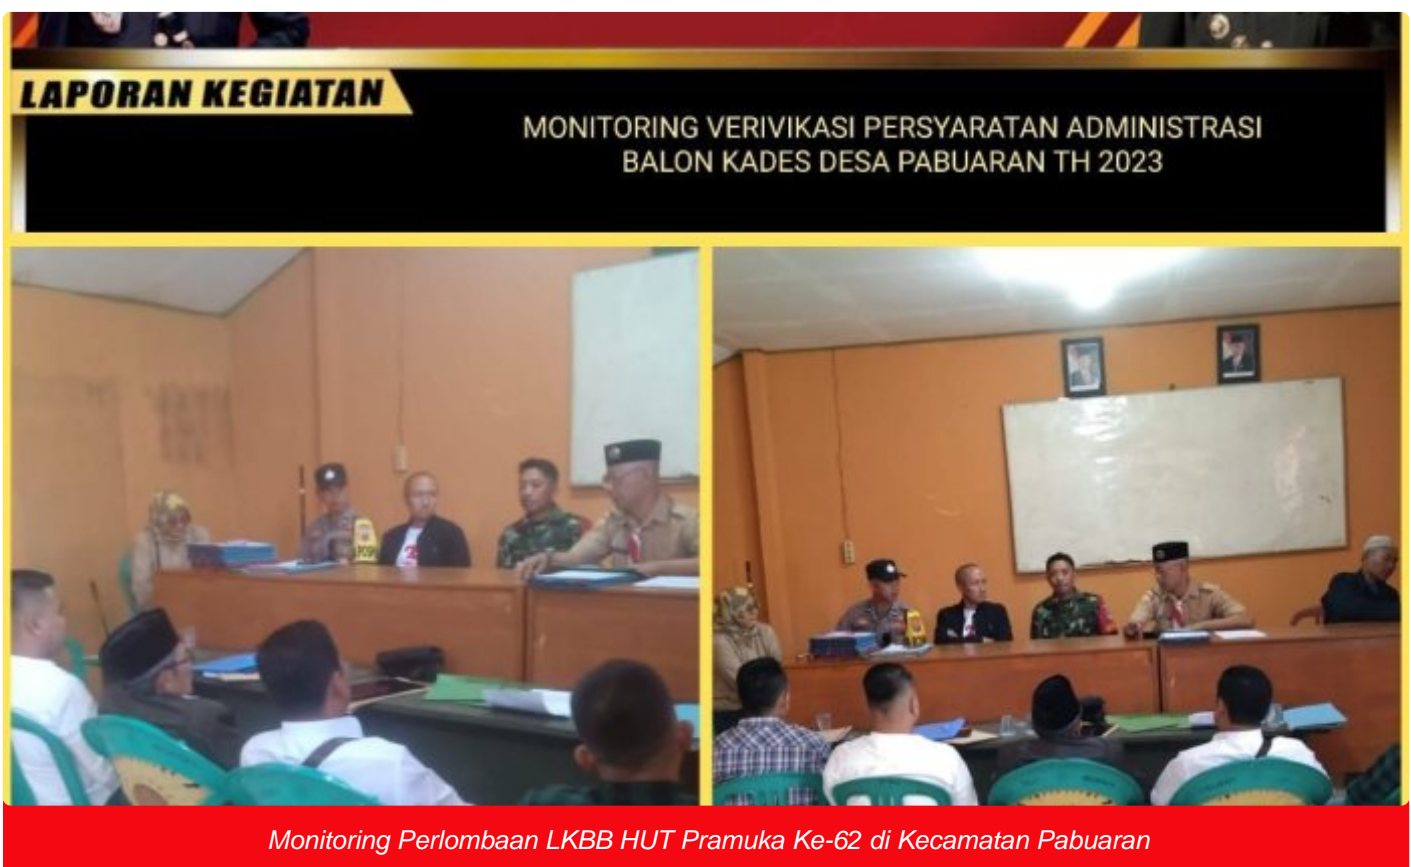 LAPORAN KEGIATAN
MONITORING VERIVIKASI PERSYARATAN ADMINISTRASI
BALON KADES DESA PABUARAN TH 2023
Monitoring Perlombaan LKBB HUT Pramuka Ke-62 di Kecamatan Pabuaran